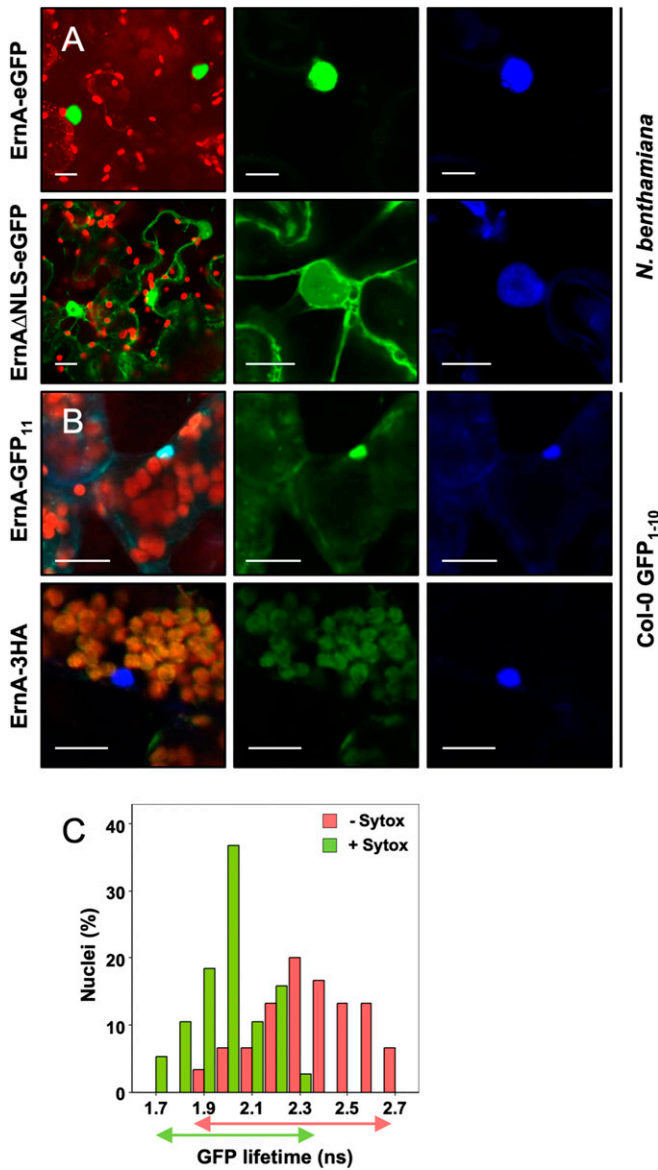 A
ErnA-eGFP
ErnAΔNLS-eGFP
N. benthamiana
B
ErnA-GFP11
ErnA-3HA
Col-0 GFP1-10
C
- Sytox
+ Sytox
40
30
20
10
0
Nuclei (%)
1.7 1.9 2.1 2.3 2.5 2.7
GFP lifetime (ns)